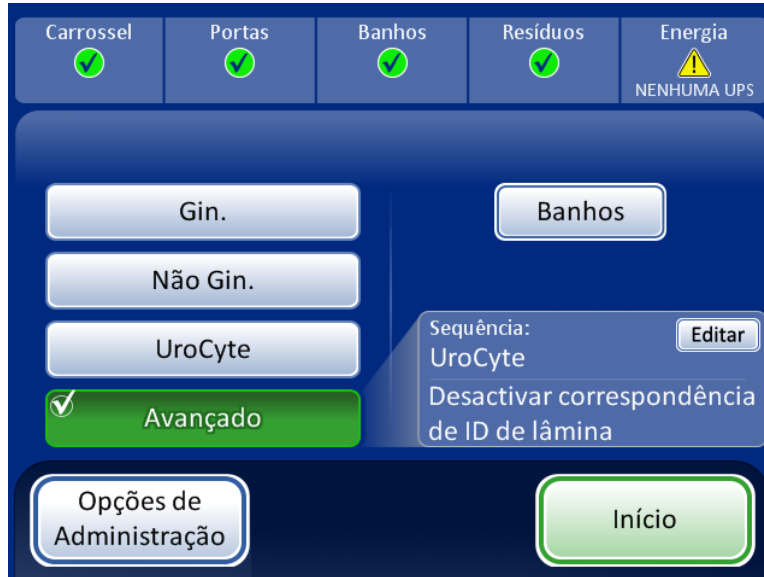 Carrossel
Portas
Banhos
Resíduos
Energia
NENHUMA UPS
Gin.
Banhos
Não Gin.
UroCyte
Sequência:
Editar
UroCyte
Avançado
Desactivar correspondência
de ID de lâmina
Opções de
Administração
Início